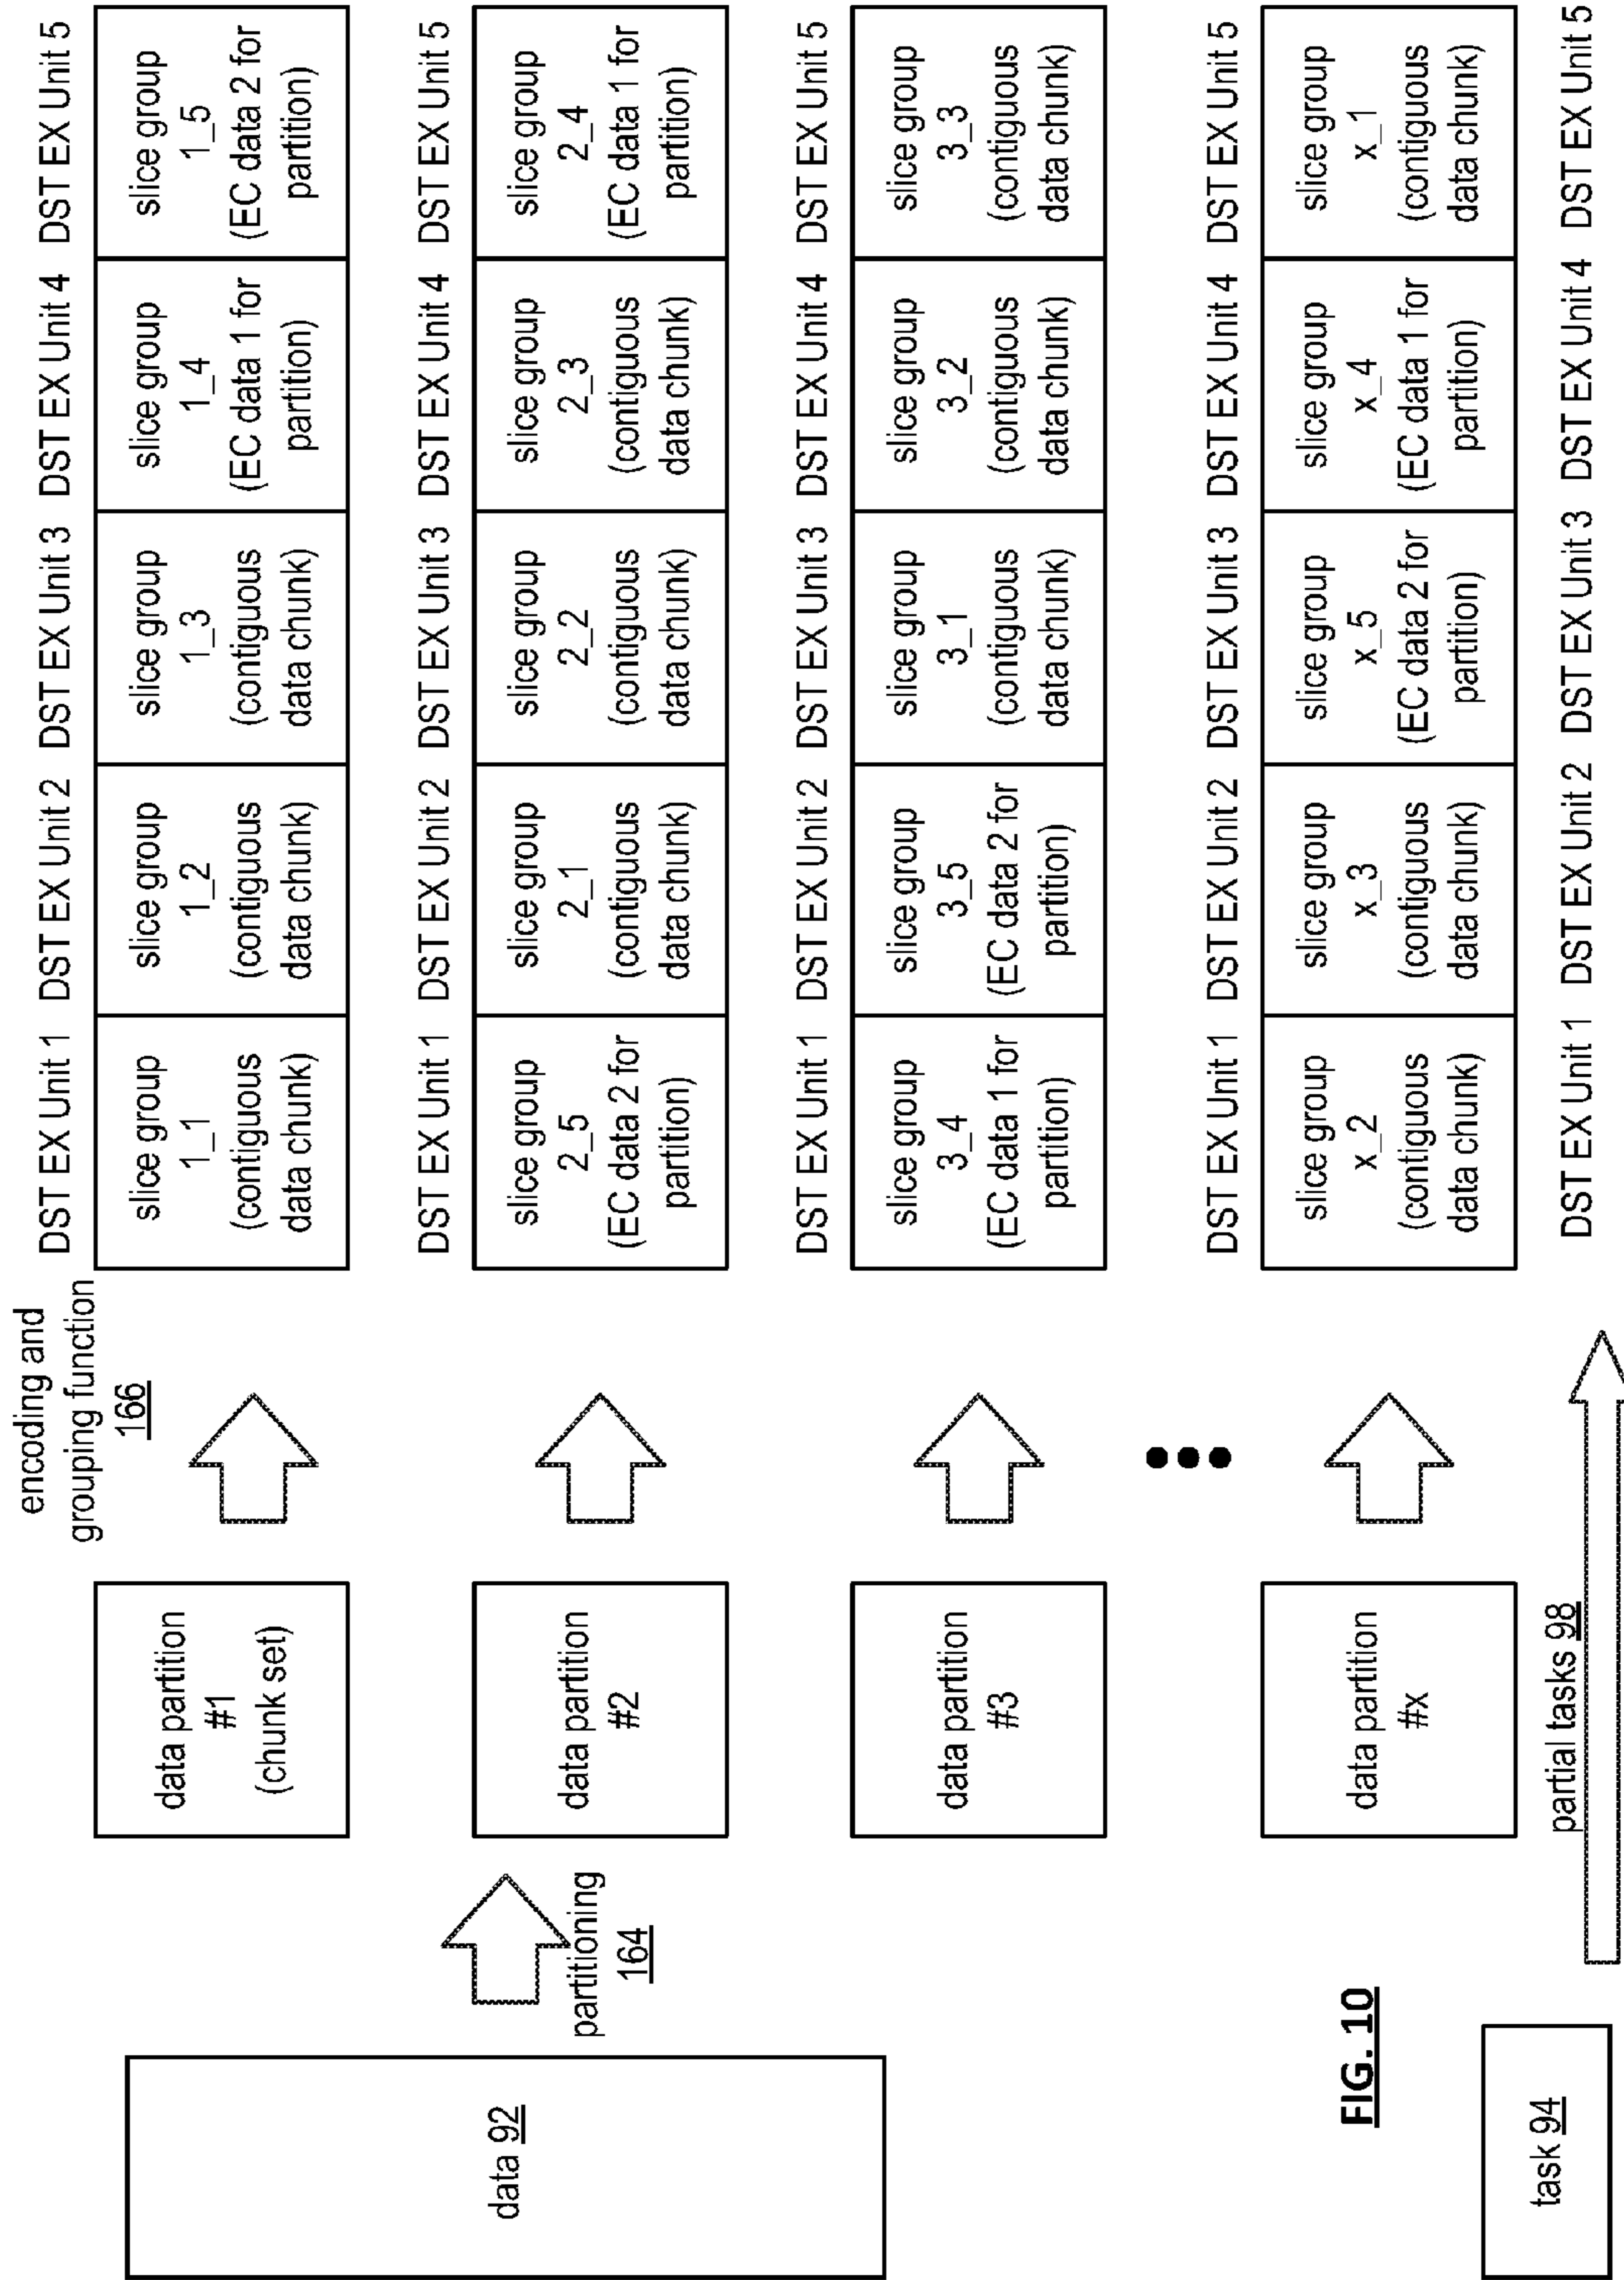 data 92
partitioning
164
data partition
#1
(chunk set)
data partition
#2
data partition
#3
data partition
#x
encoding and
grouping function
166
DST EX Unit 1 DST EX Unit 2 DST EX Unit 3 DST EX Unit 4 DST EX Unit 5
slice group
1_1
(contiguous
data chunk)
slice group
1_2
(contiguous
data chunk)
slice group
1_3
(contiguous
data chunk)
slice group
1_4
(EC data 1 for
partition)
slice group
1_5
(EC data 2 for
partition)
DST EX Unit 1 DST EX Unit 2 DST EX Unit 3 DST EX Unit 4 DST EX Unit 5
slice group
2_5
(EC data 2 for
partition)
slice group
2_1
(contiguous
data chunk)
slice group
2_2
(contiguous
data chunk)
slice group
2_3
(contiguous
data chunk)
slice group
2_4
(EC data 1 for
partition)
DST EX Unit 1 DST EX Unit 2 DST EX Unit 3 DST EX Unit 4 DST EX Unit 5
slice group
3_4
(EC data 1 for
partition)
slice group
3_5
(EC data 2 for
partition)
slice group
3_1
(contiguous
data chunk)
slice group
3_2
(contiguous
data chunk)
slice group
3_3
(contiguous
data chunk)
DST EX Unit 1 DST EX Unit 2 DST EX Unit 3 DST EX Unit 4 DST EX Unit 5
slice group
x_2
(contiguous
data chunk)
slice group
x_3
(contiguous
data chunk)
slice group
x_5
(EC data 2 for
partition)
slice group
x_4
(EC data 1 for
partition)
slice group
x_1
(contiguous
data chunk)
FIG. 10
task 94
partial tasks 98
DST EX Unit 1 DST EX Unit 2 DST EX Unit 3 DST EX Unit 4 DST EX Unit 5